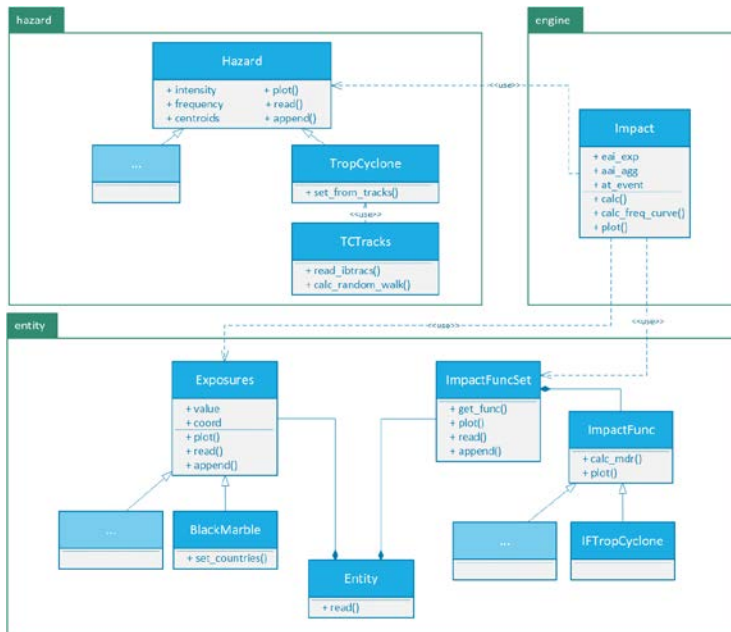 hazard
engine
Hazard
+ intensity + plot()
+ frequency + read()
+ centroids + append()
<<use>>
Impact
+ eai_exp
+ aai_agg
+ at_event
+ calc()
+ calc_freq_curve()
+ plot()
...
TropCyclone
+ set_from_tracks()
<<use>>
TCTracks
+ read_ibtracs()
+ calc_random_walk()
entity
<<use>>
<<use>>
Exposures
+ value
+ coord
+ plot()
+ read()
+ append()
ImpactFuncSet
+ get_func()
+ plot()
+ read()
+ append()
ImpactFunc
+ calc_mdr()
+ plot()
...
BlackMarble
+ set_countries()
...
IFTropCyclone
Entity
+ read()